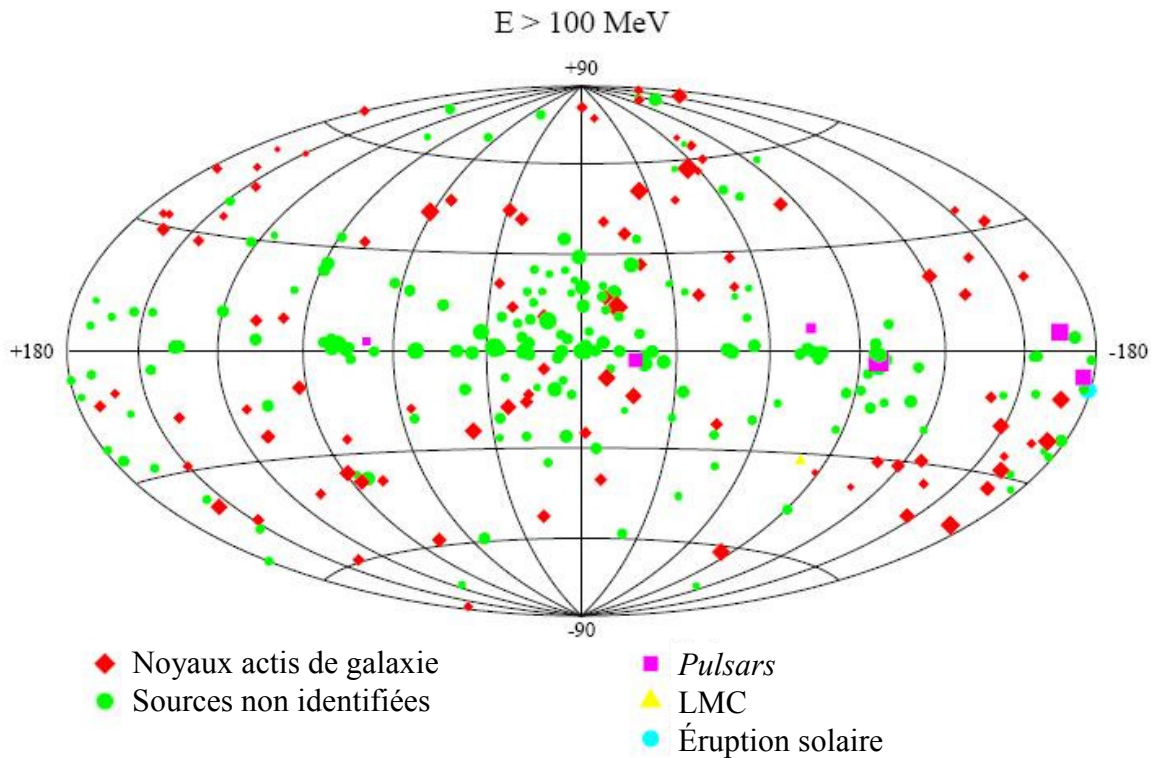 E > 100 MeV
+90
+180
-180
-90
Noyaux actis de galaxie
Sources non identifiées
Pulsars
LMC
Éruption solaire